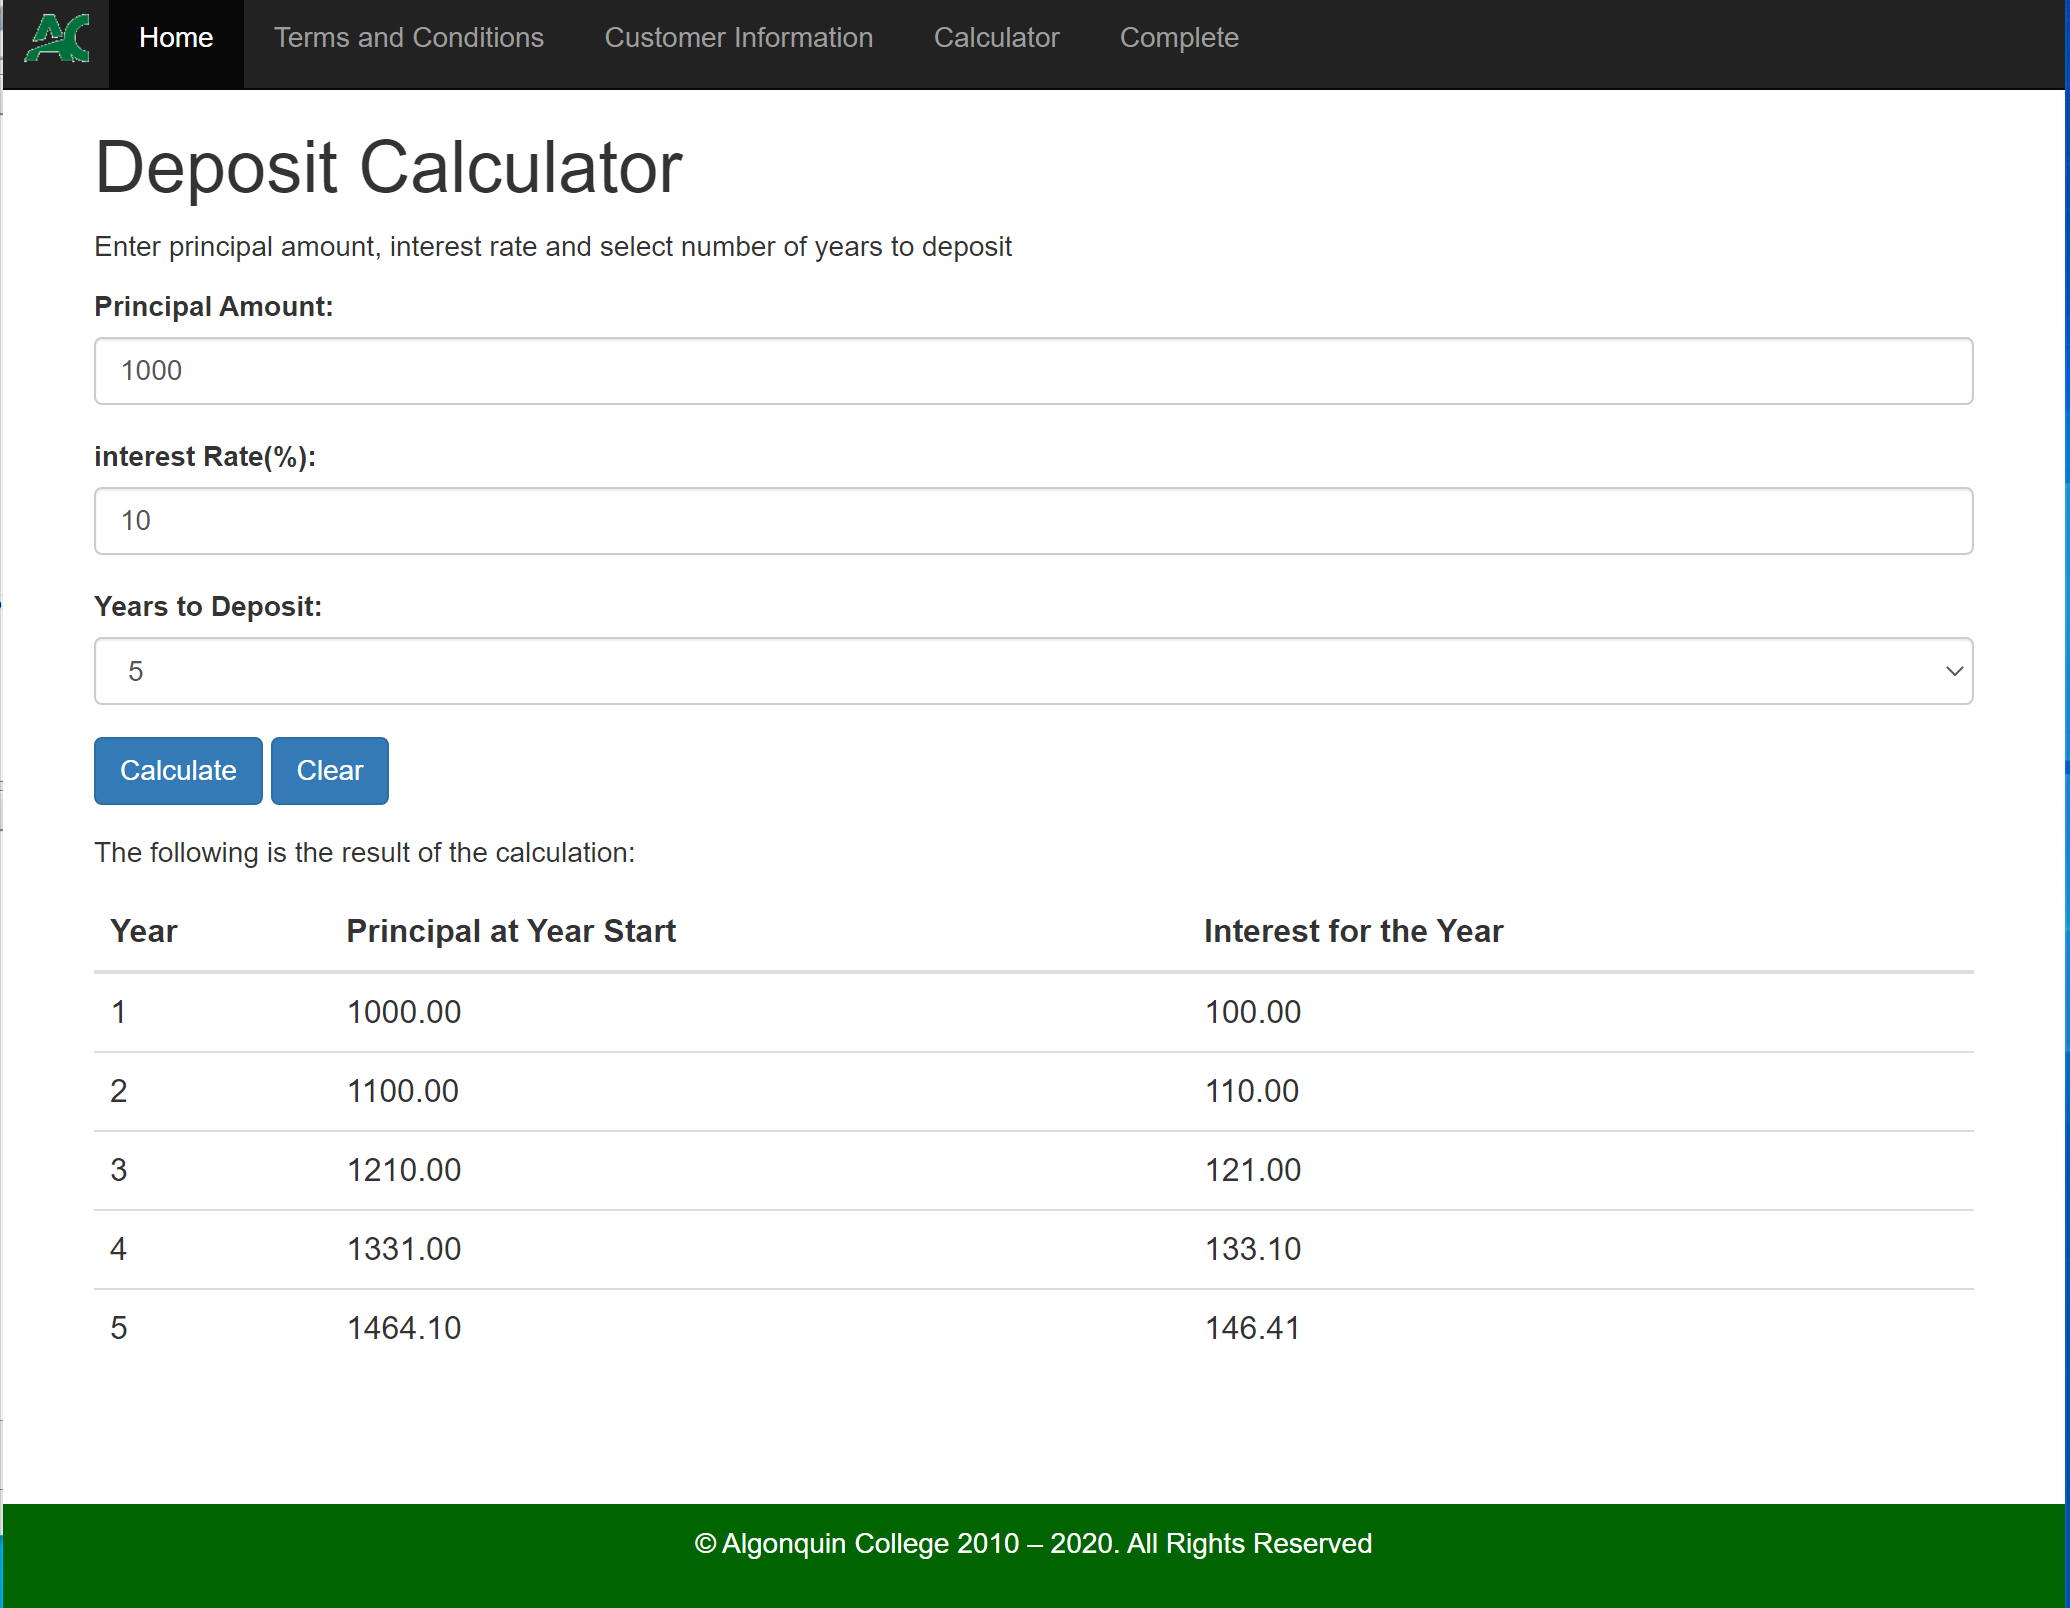 AC Home Terms and Conditions Customer Information Calculator Complete
Deposit Calculator
Enter principal amount, interest rate and select number of years to deposit
Principal Amount:
1000
interest Rate(%):
10
Years to Deposit:
5
Calculate Clear
The following is the result of the calculation:
Year Principal at Year Start Interest for the Year
1 1000.00 100.00
2 1100.00 110.00
3 1210.00 121.00
4 1331.00 133.10
5 1464.10 146.41
© Algonquin College 2010 – 2020. All Rights Reserved